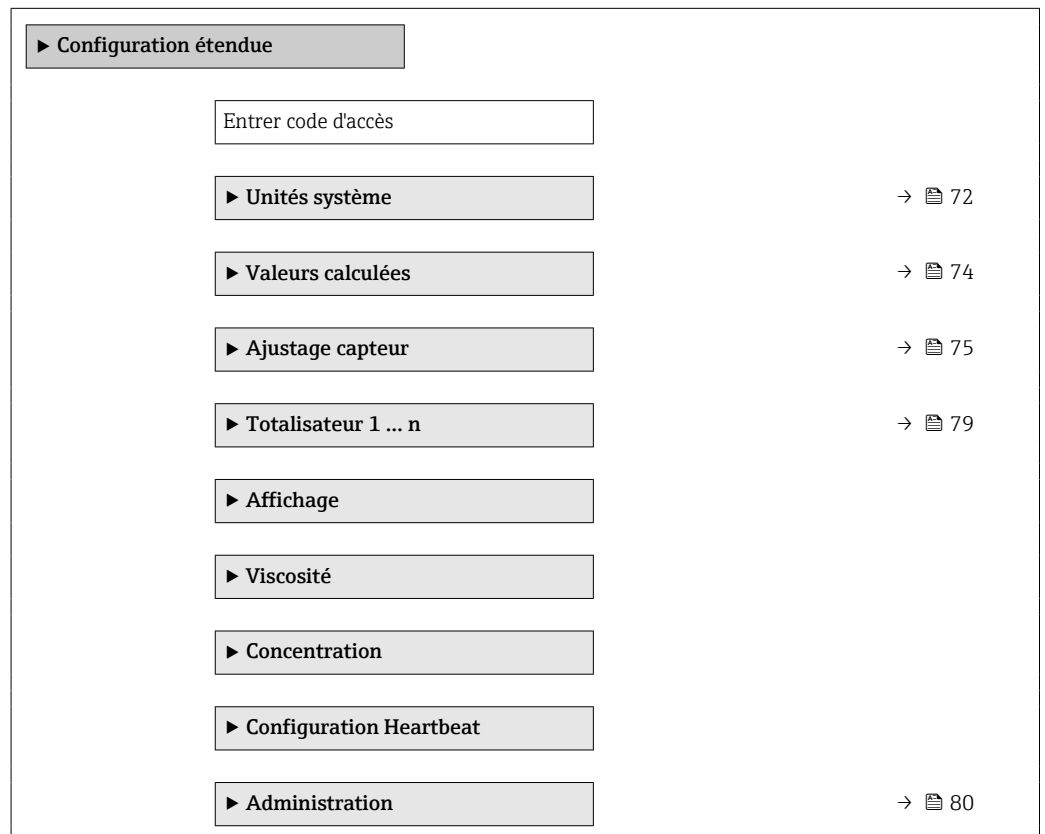 ▶ Configuration étendue
Entrer code d'accès
▶ Unités système → 🖺 72
▶ Valeurs calculées → 🖺 74
▶ Ajustage capteur → 🖺 75
▶ Totalisateur 1 … n → 🖺 79
▶ Affichage
▶ Viscosité
▶ Concentration
▶ Configuration Heartbeat
▶ Administration → 🖺 80